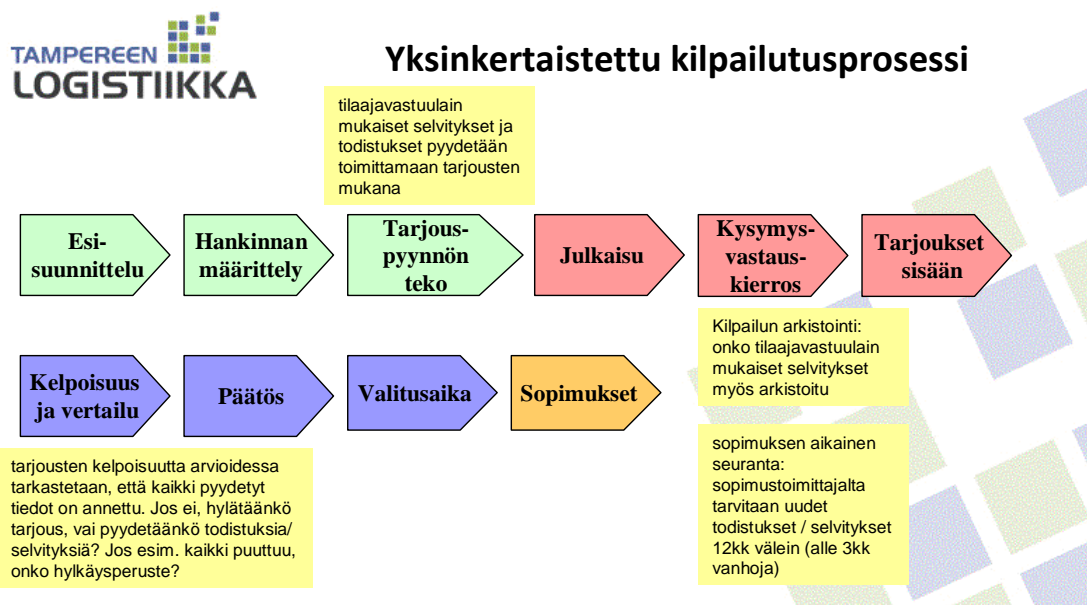 TAMPEREEN
LOGISTIIKKA
Yksinkertaistettu kilpailutusprosessi
tilaajavastuulain
mukaiset selvitykset ja
todistukset pyydetään
toimittamaan tarjousten
mukana
Esi-
suunnittelu
Hankinnan
määrittely
Tarjous-
pyynnön
teko
Julkaisu
Kysymys-
vastaus-
kierros
Tarjoukset
sisään
Kelpoisuus
ja vertailu
Päätös
Valitusaika
Sopimukset
Kilpailun arkistointi:
onko tilaajavastuulain
mukaiset selvitykset
myös arkistoitu
tarjousten kelpoisuutta arvioidessa
tarkastetaan, että kaikki pyydetyt
tiedot on annettu. Jos ei, hylätäänkö
tarjous, vai pyydetäänkö todistuksia/
selvityksiä? Jos esim. kaikki puuttuu,
onko hylkäysperuste?
sopimuksen aikainen
seuranta:
sopimustoimittajalta
tarvitaan uudet
todistukset / selvitykset
12kk välein (alle 3kk
vanhoja)